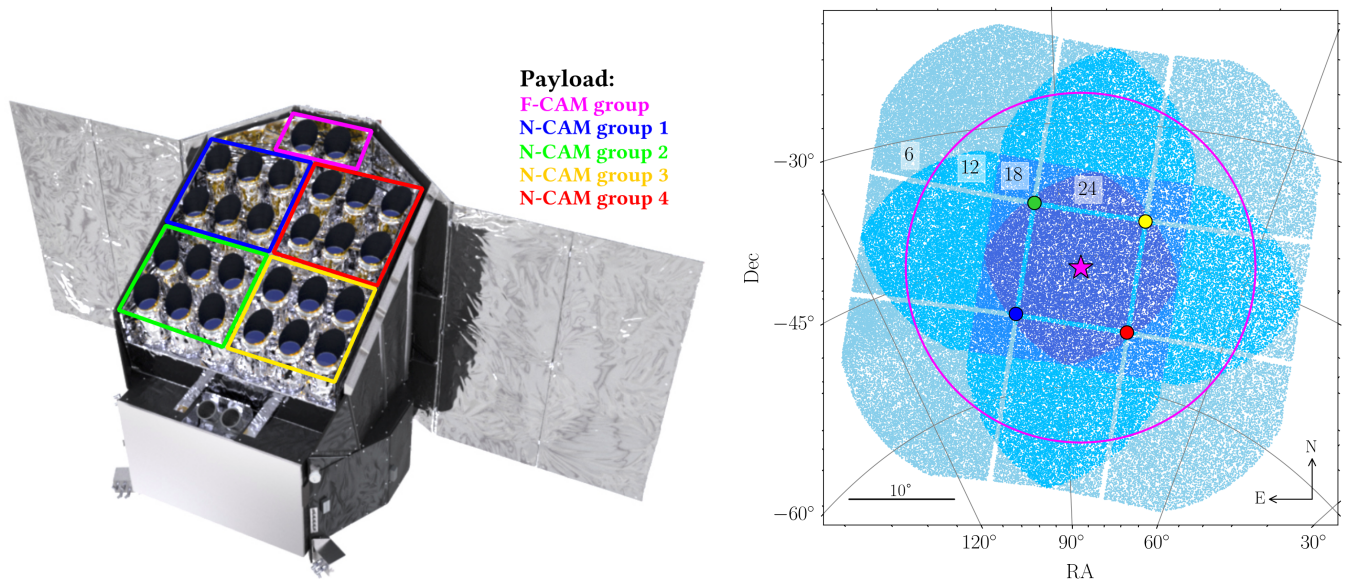 Payload:
F-CAM group
N-CAM group 1
N-CAM group 2
N-CAM group 3
N-CAM group 4
6
12
18
24
−30°
−45°
−60°
Dec
10°
N
E
120°
90°
60°
30°
RA